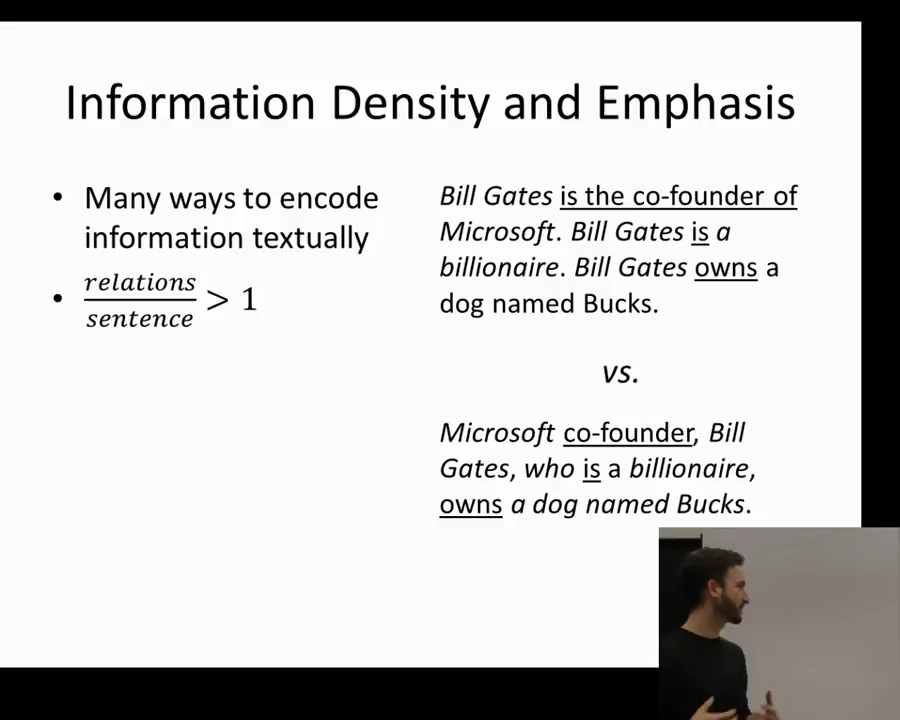 Information Density and Emphasis
• Many ways to encode
information textually
• relations
sentence > 1
Bill Gates is the co-founder of
Microsoft. Bill Gates is a
billionaire. Bill Gates owns a
dog named Bucks.
vs.
Microsoft co-founder, Bill
Gates, who is a billionaire,
owns a dog named Bucks.